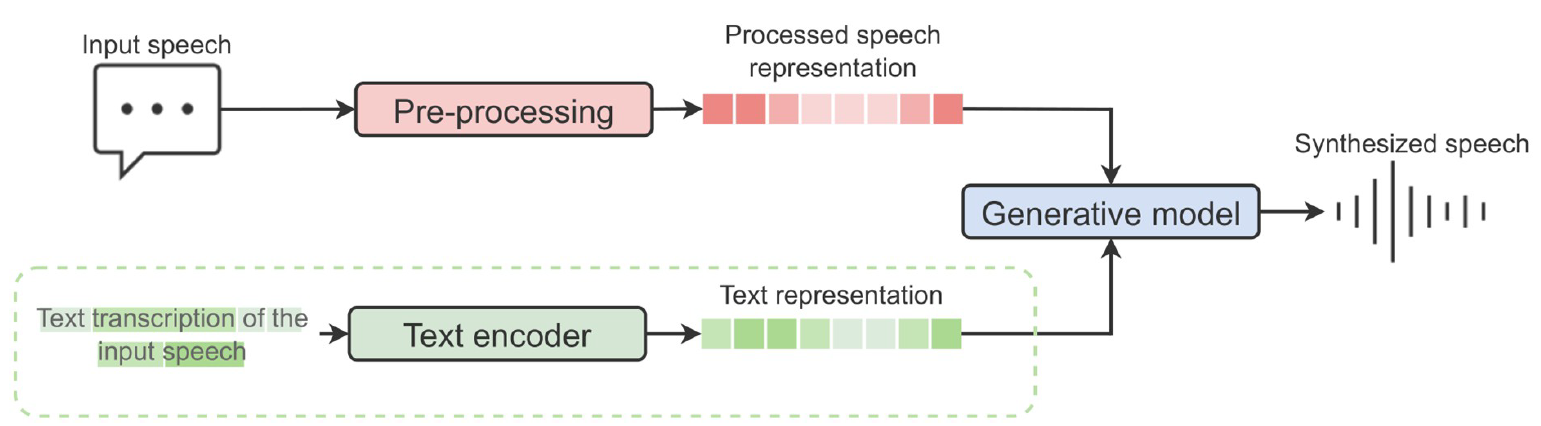 Input speech
Pre-processing
Processed speech
representation
Generative model
Synthesized speech
Text transcription of the
input speech
Text encoder
Text representation